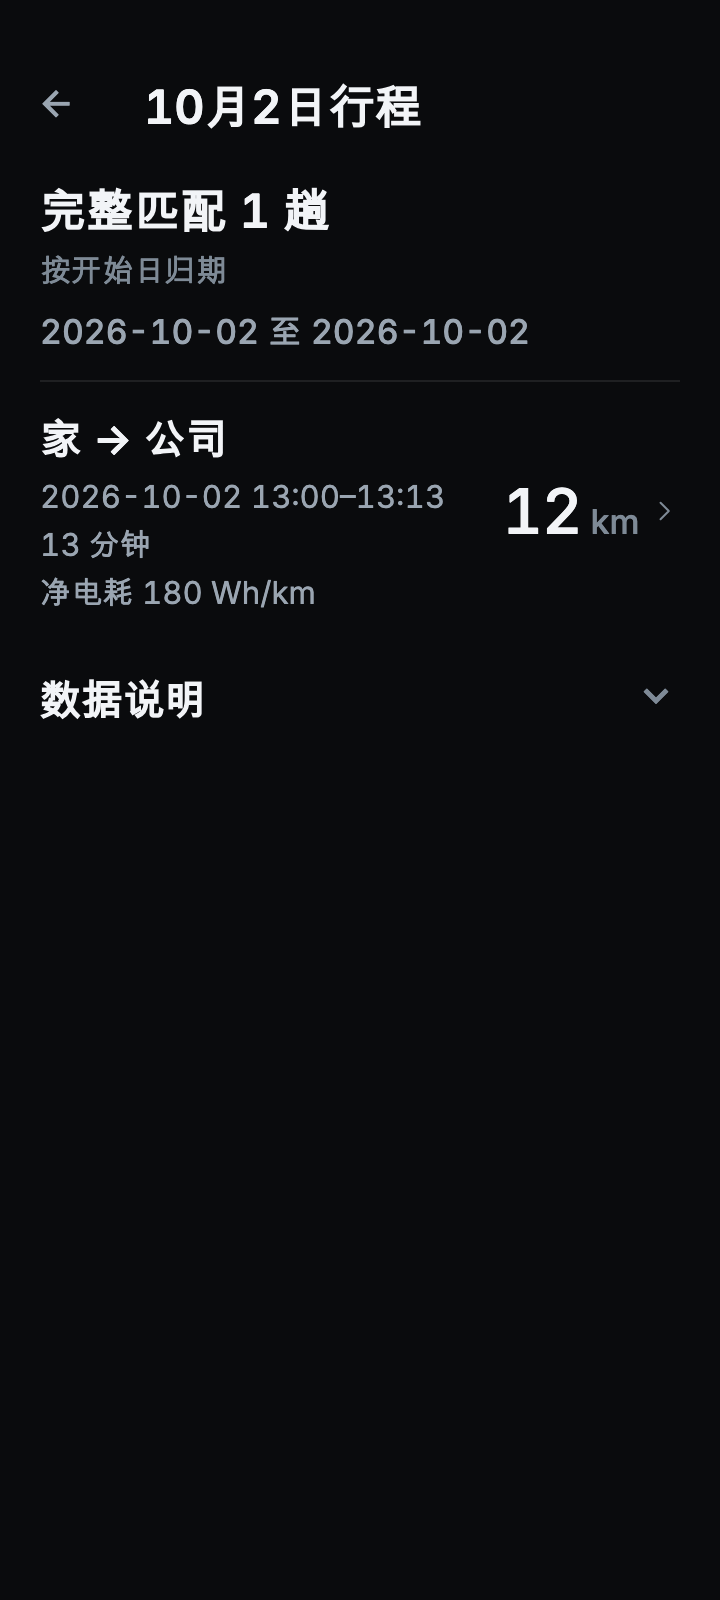 10月2日行程
完整匹配 1 趟
按开始日归期
2026-10-02 至 2026-10-02
家 → 公司
2026-10-02 13:00–13:13
13 分钟
净电耗 180 Wh/km
12 km
数据说明